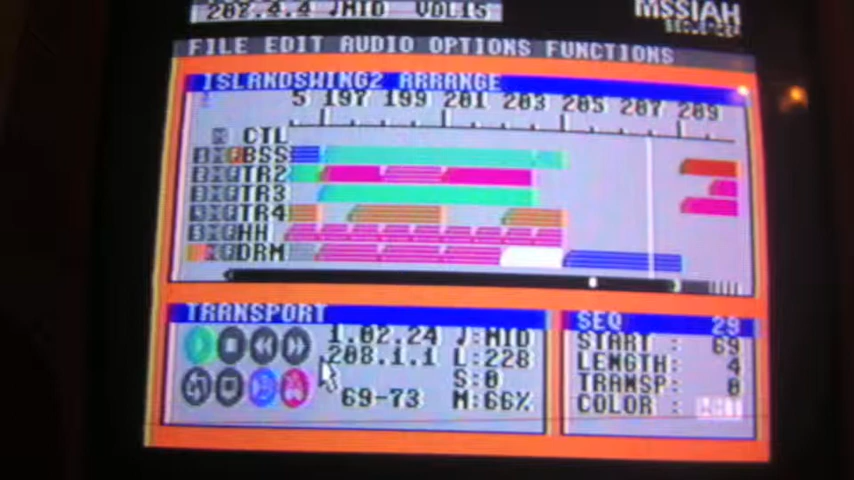 207.4.4 JMID VOL15
MSSIAH
SEQUENCER
FILE EDIT AUDIO OPTIONS FUNCTIONS
ISLANDSWING2 ARRANGE
5 197 199 201 203 205 207 209
M CTL
S M F BSS
S M F TR2
S M F TR3
S M F TR4
S M F HH
S M F DRM
TRANSPORT
1.02.24 J:MID
208.1.1 L:228
S:0
69-73 M:66%
SEQ 29
START : 69
LENGTH: 4
TRANSP: 0
COLOR :